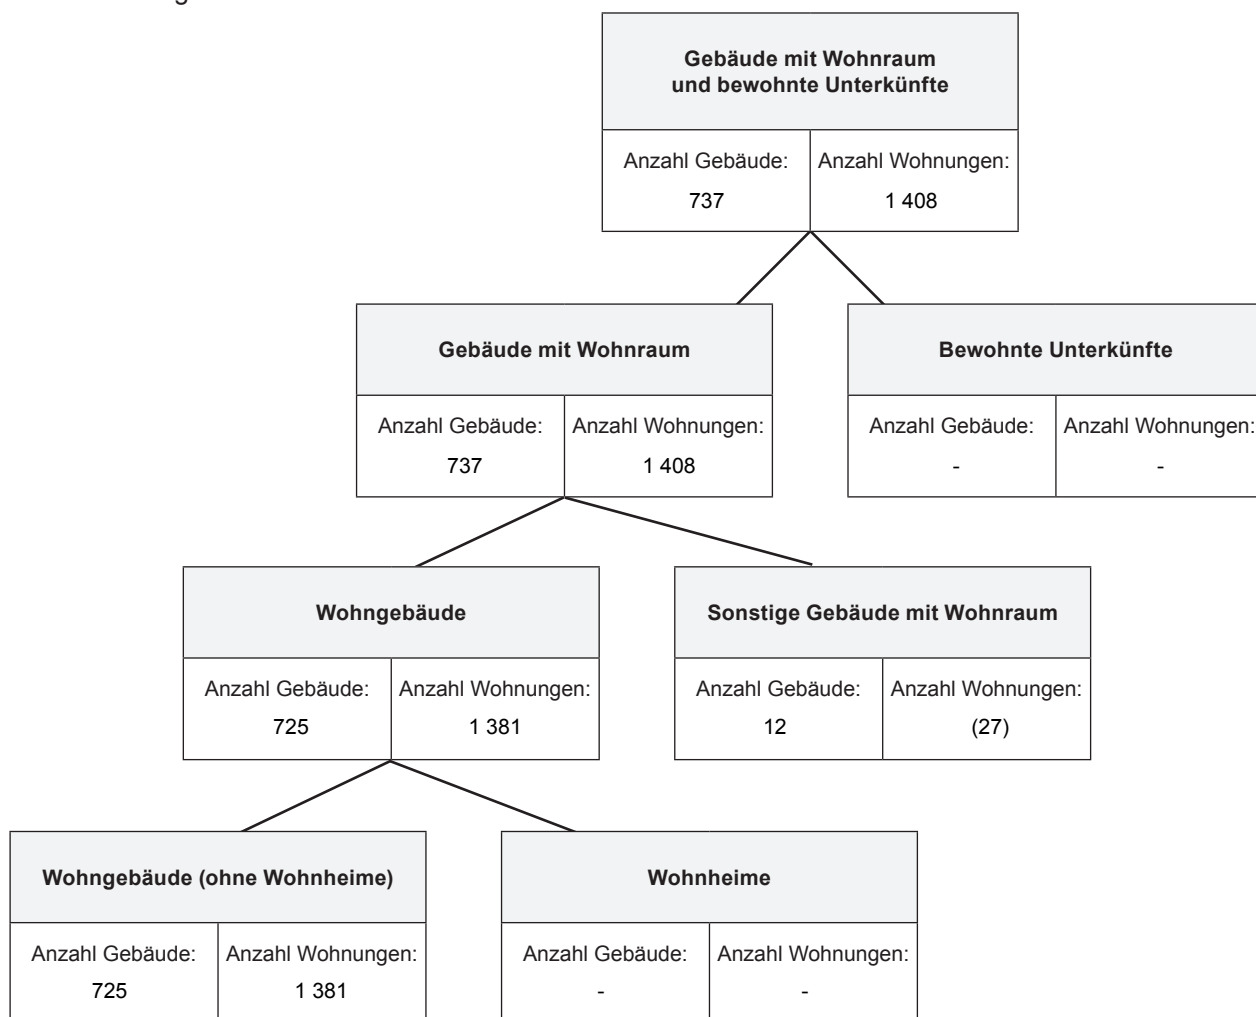 Gebäude mit Wohnraum
und bewohnte Unterkünfte
Anzahl Gebäude: Anzahl Wohnungen:
737 1 408
Gebäude mit Wohnraum Bewohnte Unterkünfte
Anzahl Gebäude: Anzahl Wohnungen: Anzahl Gebäude: Anzahl Wohnungen:
737 1 408 - -
Wohngebäude Sonstige Gebäude mit Wohnraum
Anzahl Gebäude: Anzahl Wohnungen: Anzahl Gebäude: Anzahl Wohnungen:
725 1 381 12 (27)
Wohngebäude (ohne Wohnheime) Wohnheime
Anzahl Gebäude: Anzahl Wohnungen: Anzahl Gebäude: Anzahl Wohnungen:
725 1 381 - -